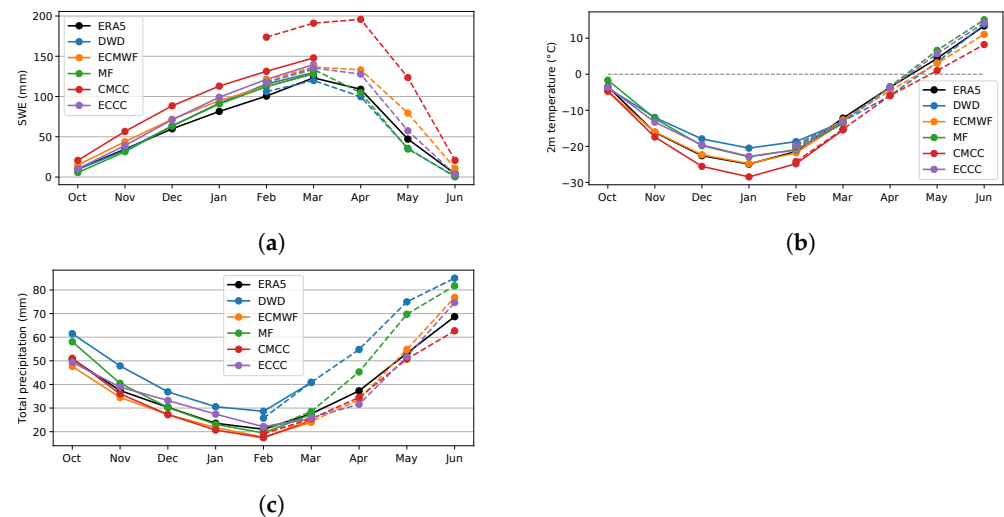 200
150
100
50
0
SWE (mm)
ERA5
DWD
ECMWF
MF
CMCC
ECCC
Oct Nov Dec Jan Feb Mar Apr May Jun
(a)
10
0
−10
−20
−30
2m temperature (°C)
ERA5
DWD
ECMWF
MF
CMCC
ECCC
Oct Nov Dec Jan Feb Mar Apr May Jun
(b)
80
70
60
50
40
30
20
Total precipitation (mm)
ERA5
DWD
ECMWF
MF
CMCC
ECCC
Oct Nov Dec Jan Feb Mar Apr May Jun
(c)